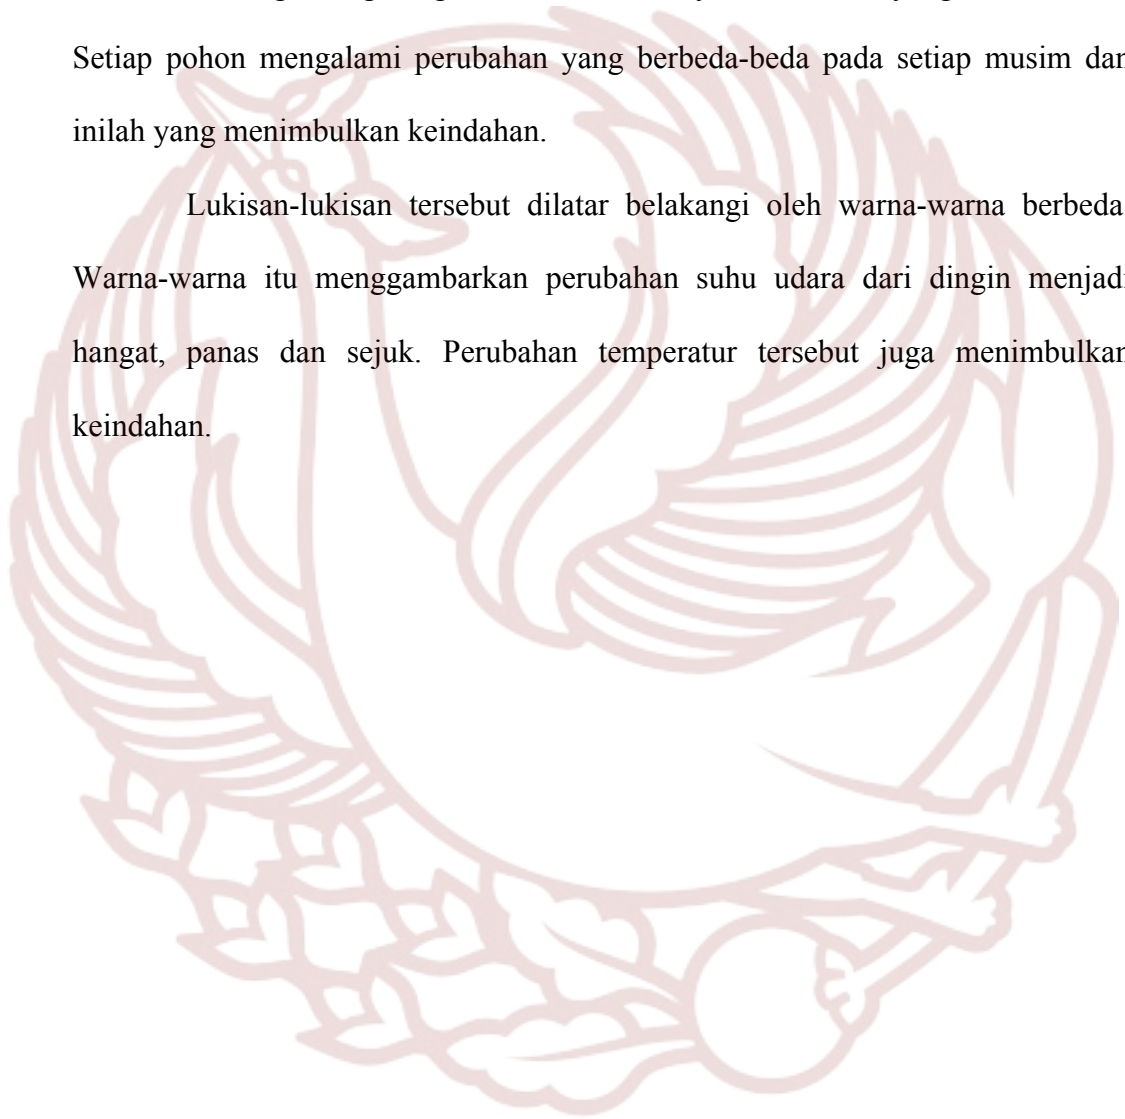 Setiap pohon mengalami perubahan yang berbeda-beda pada setiap musim dan
inilah yang menimbulkan keindahan.
Lukisan-lukisan tersebut dilatar belakangi oleh warna-warna berbeda
Warna-warna itu menggambarkan perubahan suhu udara dari dingin menjadi
hangat, panas dan sejuk. Perubahan temperatur tersebut juga menimbulkan
keindahan.